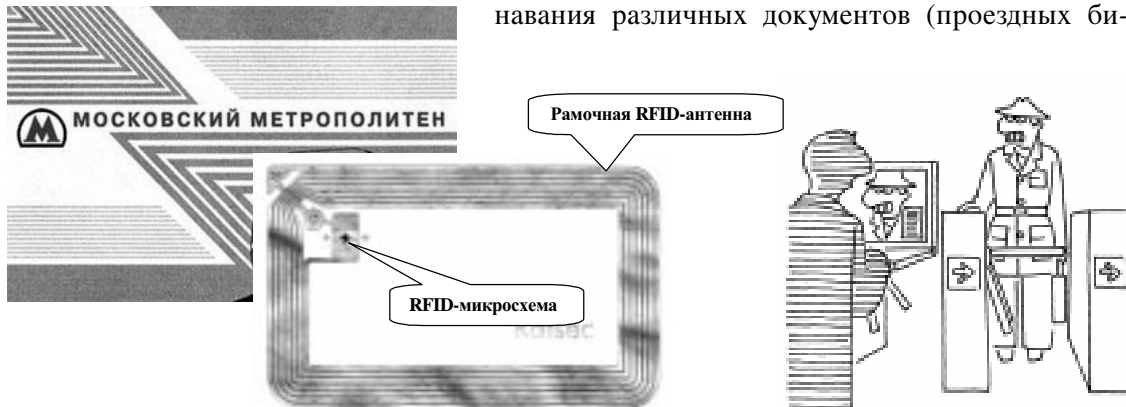 навания различных документов (проездных би-
МОСКОВСКИЙ МЕТРОПОЛИТЕН
Рамочная RFID-антенна
RFID-микросхема